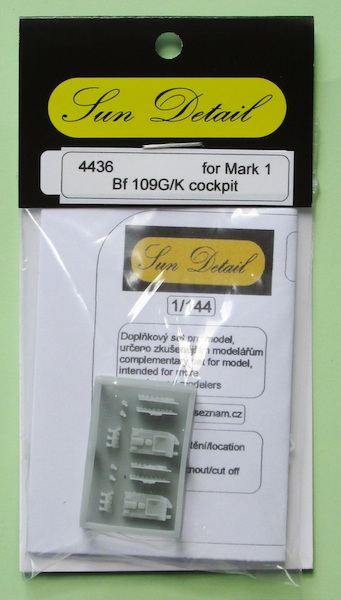 Sun Detail
4436 for Mark 1
Bf 109G/K cockpit
Sun Detail
1/144
Doplňkový set pro model,
určeno zkušenějším modelářům
complementary set for model,
intended for more
modelers
seznam.cz
/location
/cut off